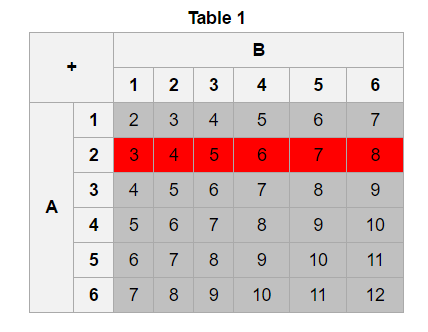 Table 1
+ B
1 2 3 4 5 6
A 1 2 3 4 5 6 7
2 3 4 5 6 7 8
3 4 5 6 7 8 9
4 5 6 7 8 9 10
5 6 7 8 9 10 11
6 7 8 9 10 11 12